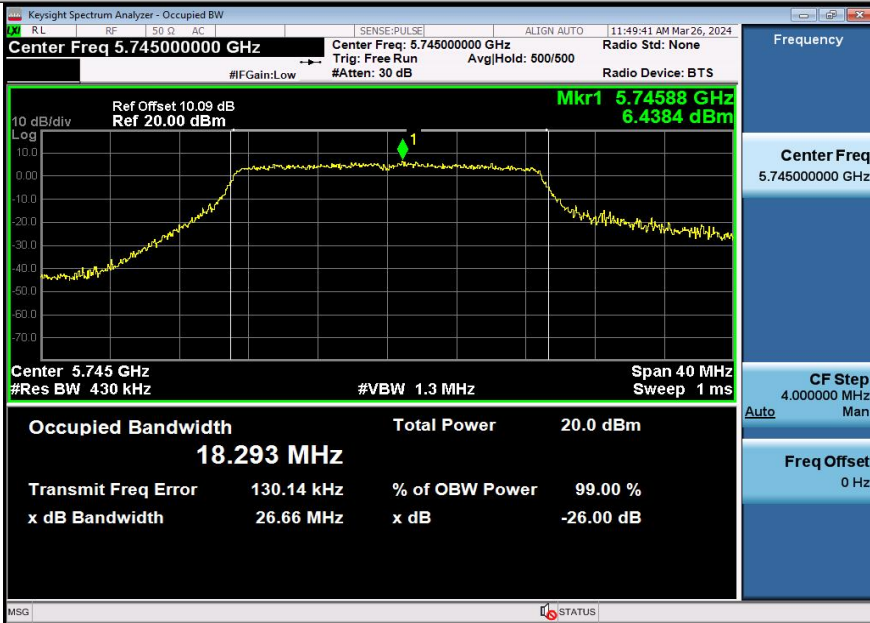 Keysight Spectrum Analyzer - Occupied BW
LXI RL RF 50 Ω AC SENSE:PULSE ALIGN AUTO 11:49:41 AM Mar 26, 2024
Center Freq 5.745000000 GHz
Center Freq: 5.745000000 GHz
Radio Std: None
Trig: Free Run Avg|Hold: 500/500
#IFGain:Low #Atten: 30 dB Radio Device: BTS
Frequency
Ref Offset 10.09 dB
Mkr1 5.74588 GHz
10 dB/div Ref 20.00 dBm 6.4384 dBm
Log
1
10.0
0.00
-10.0
-20.0
-30.0
-40.0
-50.0
-60.0
-70.0
Center 5.745 GHz Span 40 MHz
#Res BW 430 kHz #VBW 1.3 MHz Sweep 1 ms
Occupied Bandwidth Total Power 20.0 dBm
18.293 MHz
Transmit Freq Error 130.14 kHz % of OBW Power 99.00 %
x dB Bandwidth 26.66 MHz x dB -26.00 dB
Center Freq
5.745000000 GHz
CF Step
4.000000 MHz
Auto Man
Freq Offset
0 Hz
MSG STATUS